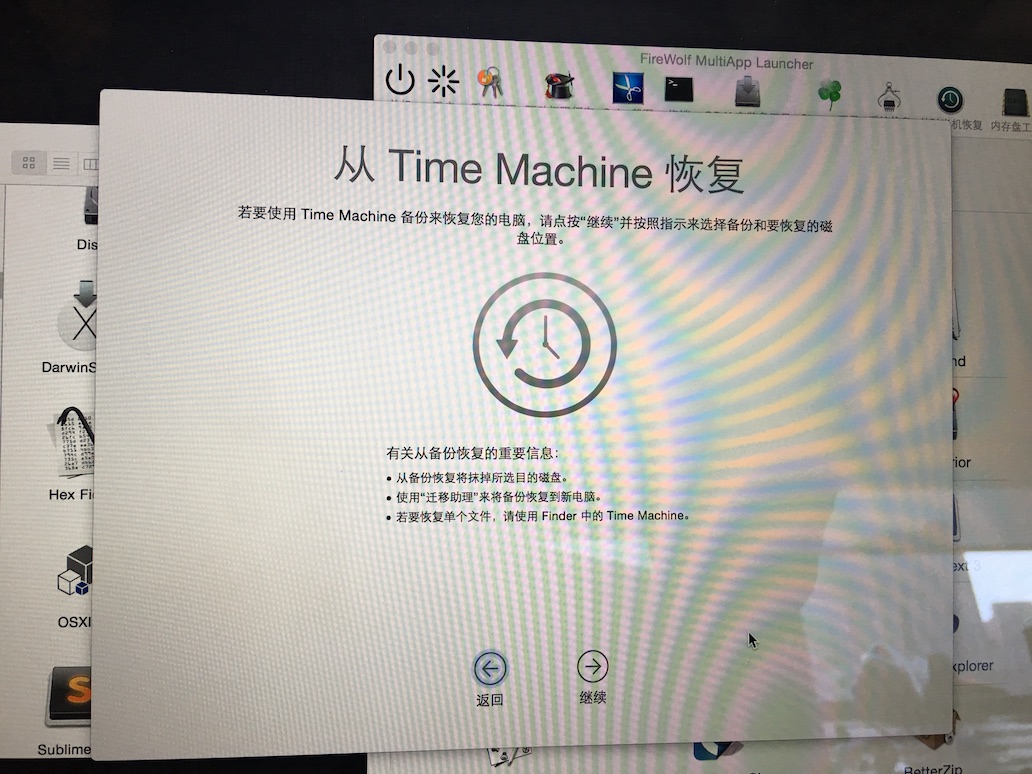 FireWolf MultiApp Launcher
机恢复
内存盘工
从 Time Machine 恢复
若要使用 Time Machine 备份来恢复您的电脑，请点按“继续”并按照指示来选择备份和要恢复的磁
盘位置。
Dis
DarwinS
Hex Fi
OSXI
S
Sublime
有关从备份恢复的重要信息：
• 从备份恢复将抹掉所选目的磁盘。
• 使用“迁移助理”来将备份恢复到新电脑。
• 若要恢复单个文件，请使用 Finder 中的 Time Machine。
返回
继续
nd
rior
ext 3
xplorer
BetterZip